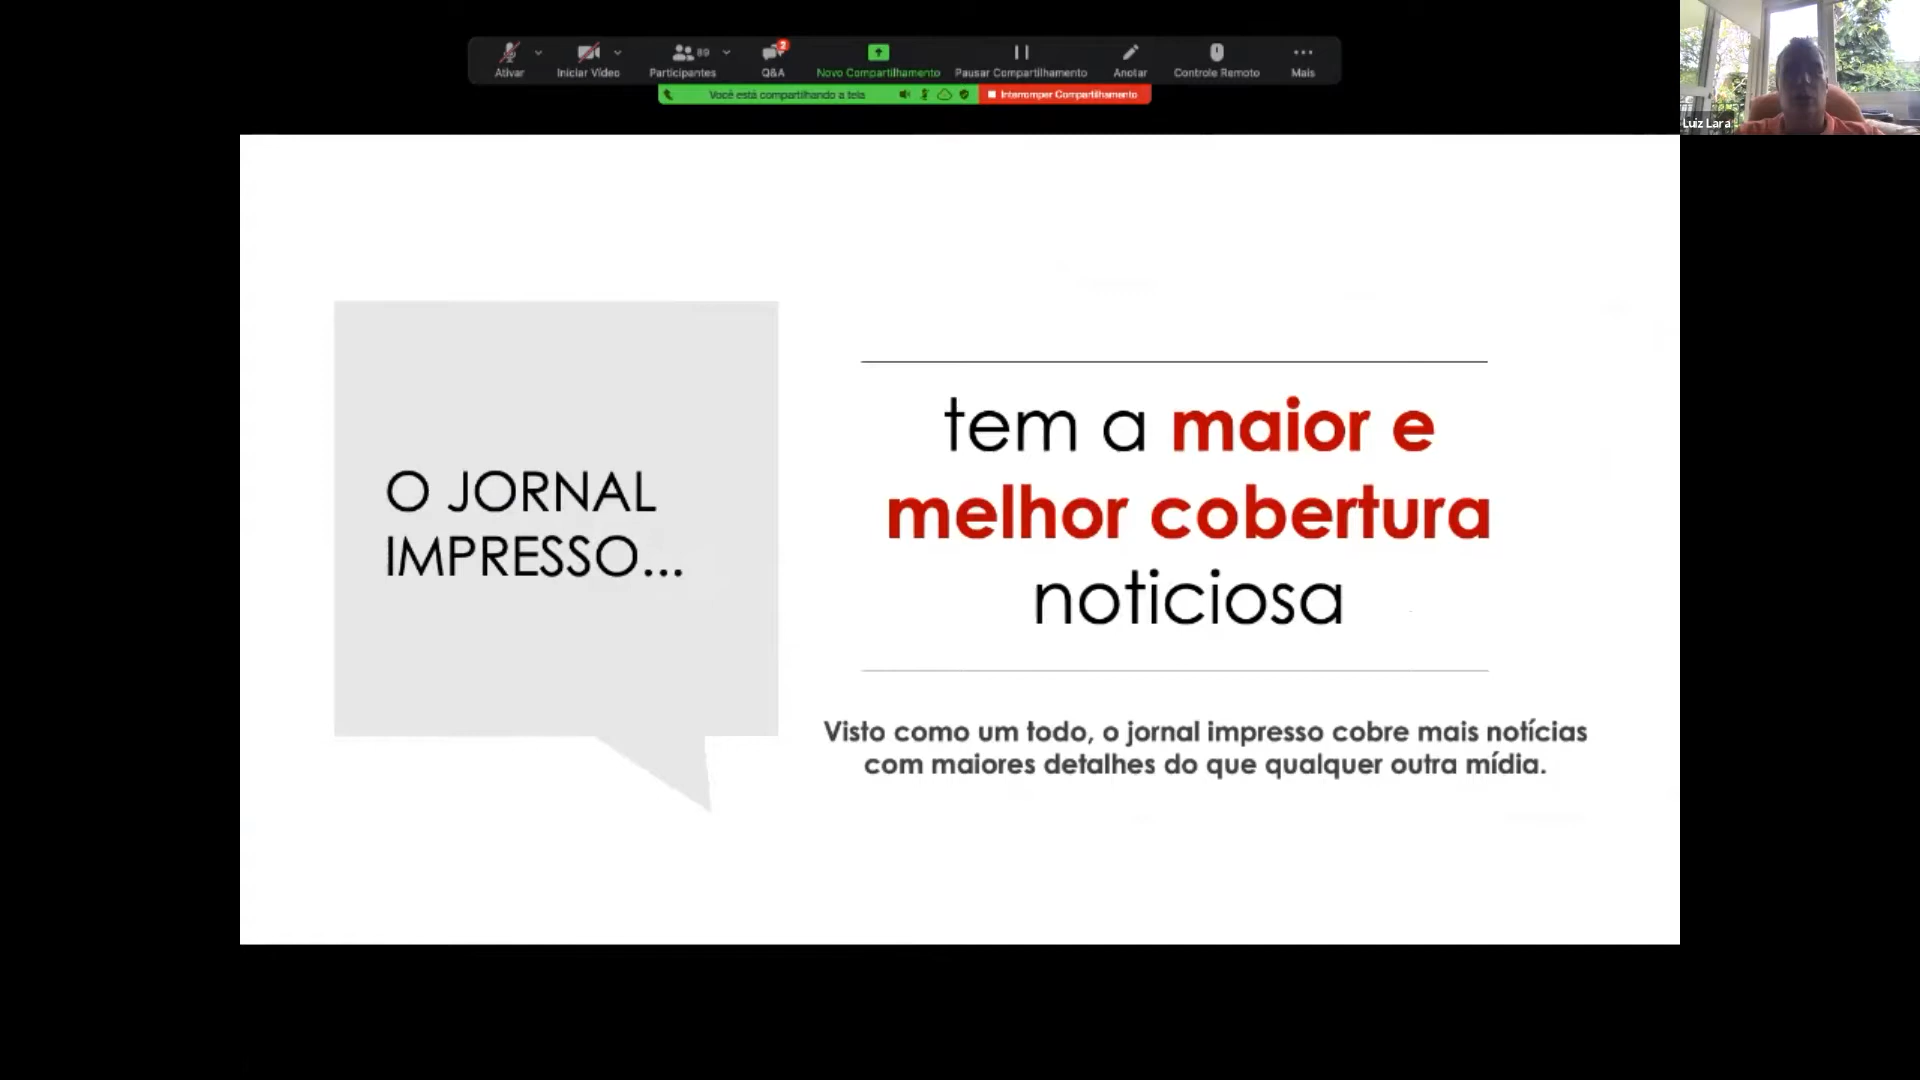 Ativar
Iniciar Vídeo
89
Participantes
2
Q&A
Novo Compartilhamento
Pausar Compartilhamento
Anotar
Controle Remoto
Mais
Você está compartilhando a tela
Interromper Compartilhamento
Luiz Lara
O JORNAL
IMPRESSO...
tem a maior e
melhor cobertura
noticiosa
Visto como um todo, o jornal impresso cobre mais notícias
com maiores detalhes do que qualquer outra mídia.